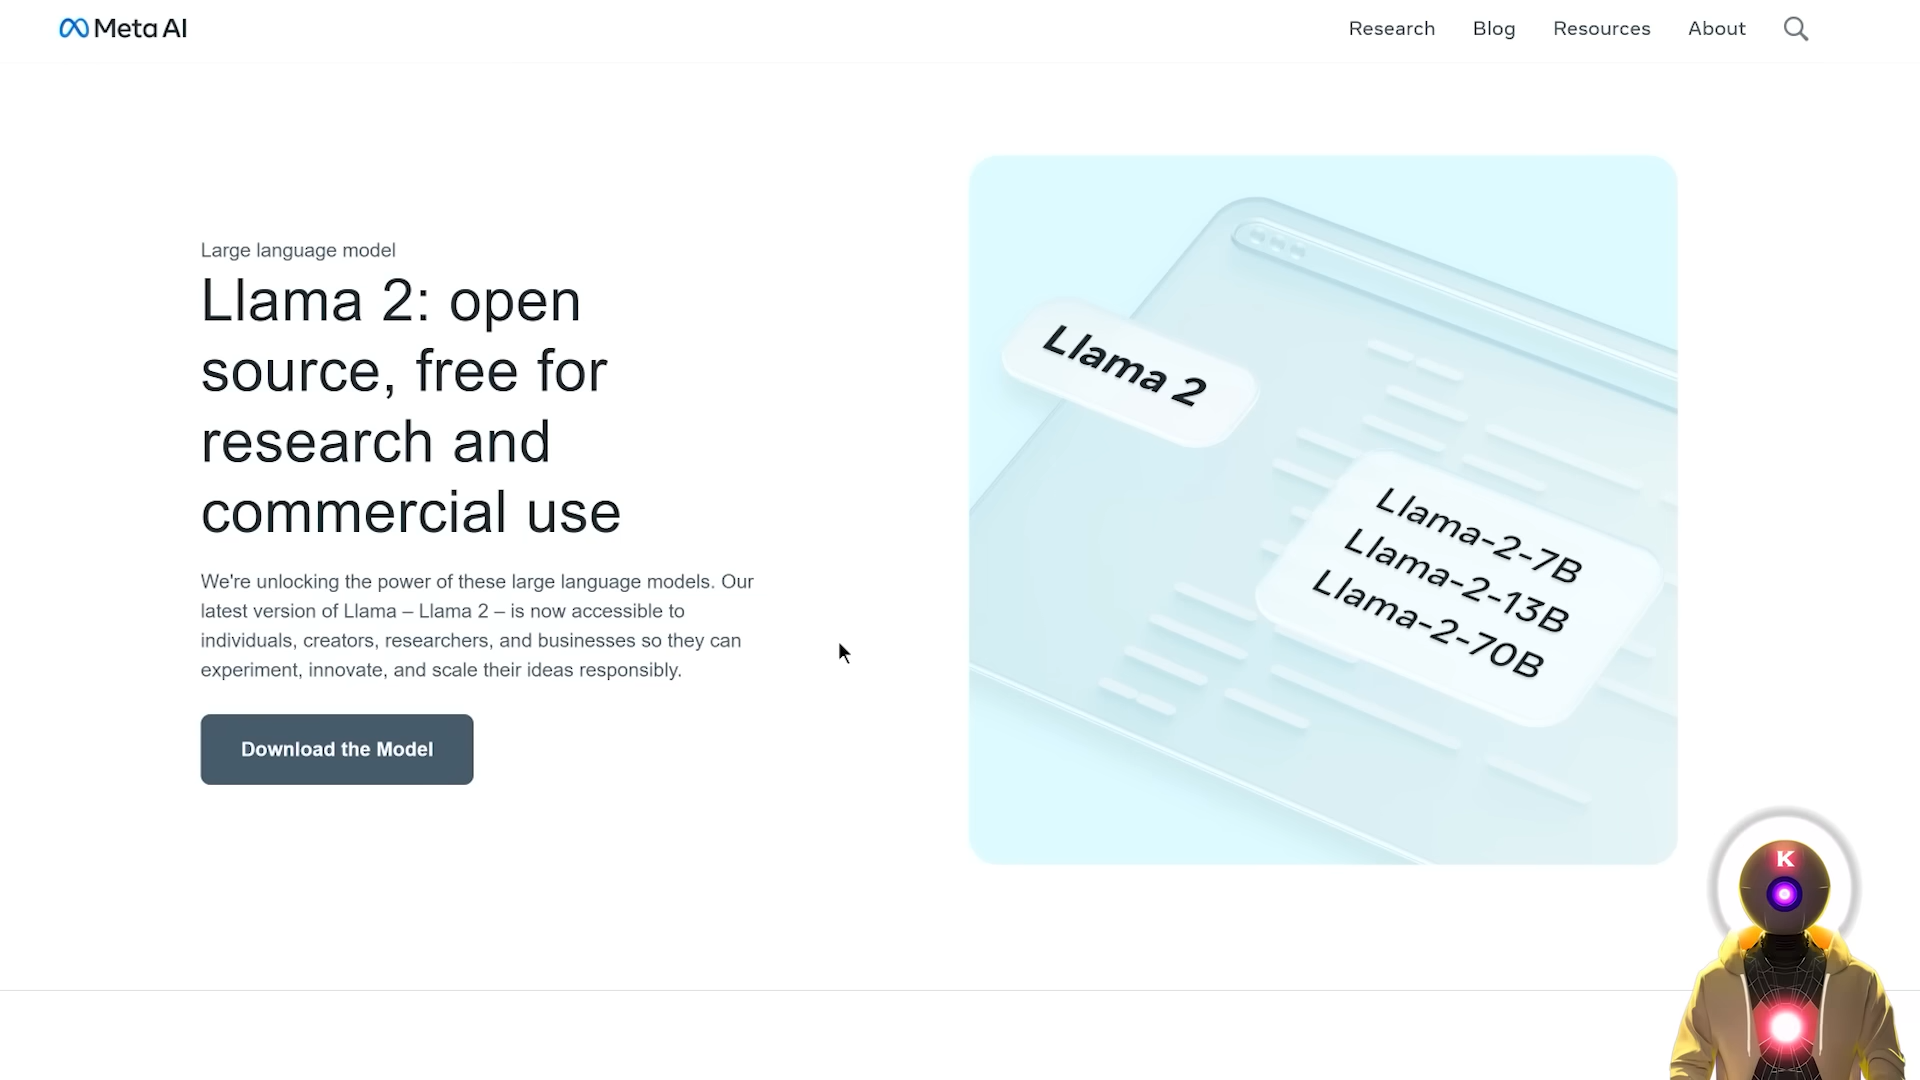 Meta AI
Research
Blog
Resources
About
Large language model
Llama 2: open
source, free for
research and
commercial use
We're unlocking the power of these large language models. Our
latest version of Llama – Llama 2 – is now accessible to
individuals, creators, researchers, and businesses so they can
experiment, innovate, and scale their ideas responsibly.
Download the Model
Llama 2
Llama-2-7B
Llama-2-13B
Llama-2-70B
K